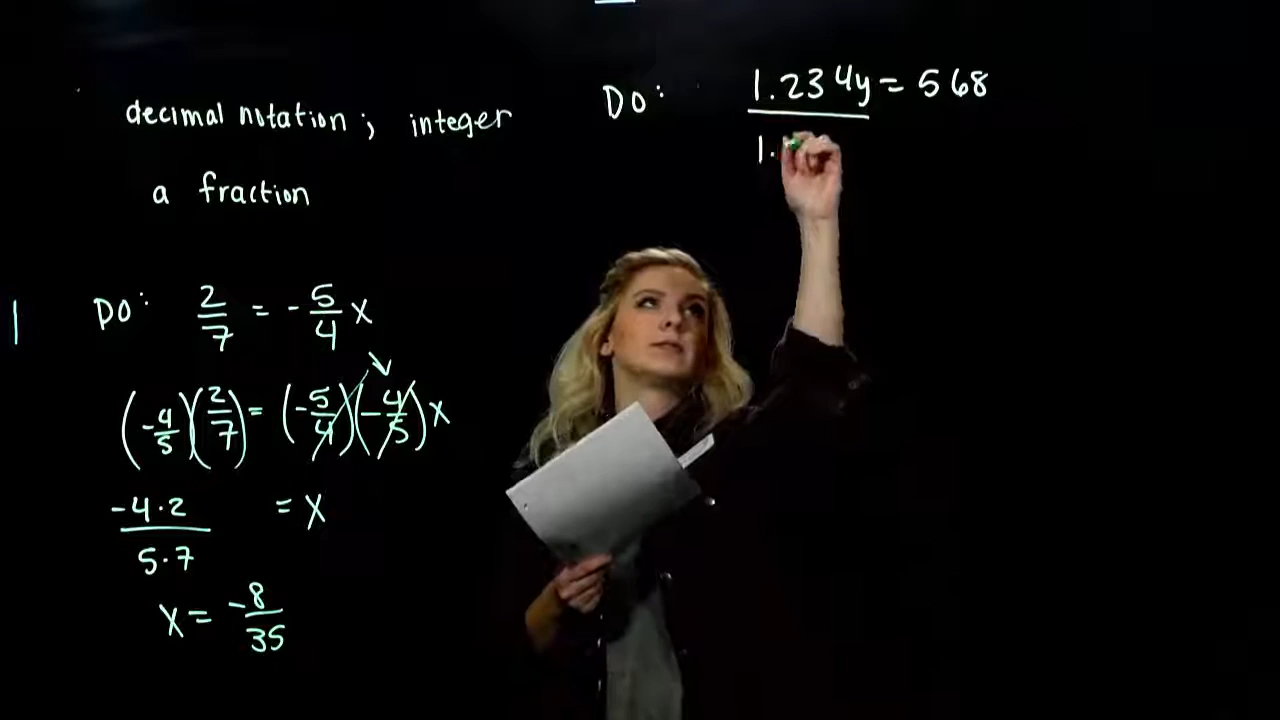 decimal notation; integer
a fraction
DO: 2/7 = -5/4 x
(-4/5)(2/7) = (-5/4)(-4/5)x
-4·2/5·7 = x
x = -8/35
1
DO: 1.234y = 568
1.